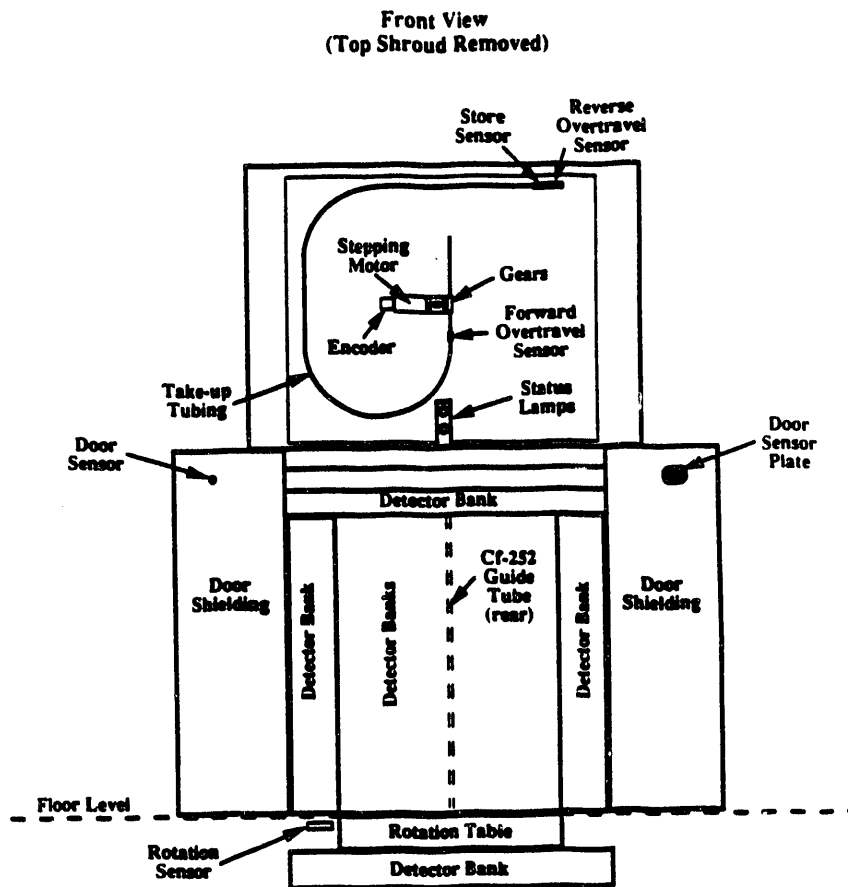 Front View
(Top Shroud Removed)
Store
Sensor
Reverse
Overtravel
Sensor
Stepping
Motor
Gears
Encoder
Forward
Overtravel
Sensor
Take-up
Tubing
Status
Lamps
Door
Sensor
Door
Sensor
Plate
Detector Bank
Door
Shielding
Detector Bank
Detector Banks
Cf-252
Guide
Tube
(rear)
Detector Bank
Door
Shielding
Floor Level
Rotation Table
Rotation
Sensor
Detector Bank